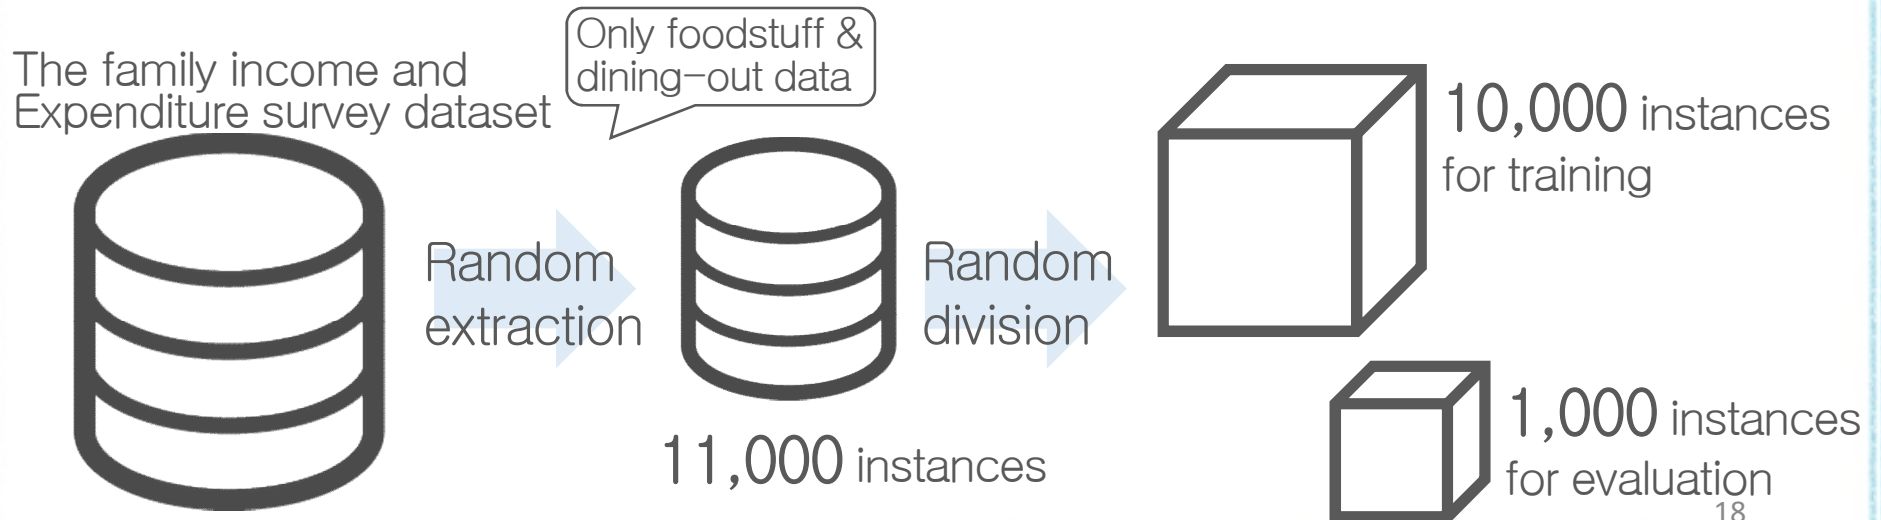 The family income and
Expenditure survey dataset
Only foodstuff &
dining-out data
Random
extraction
11,000 instances
Random
division
10,000 instances
for training
1,000 instances
for evaluation
18